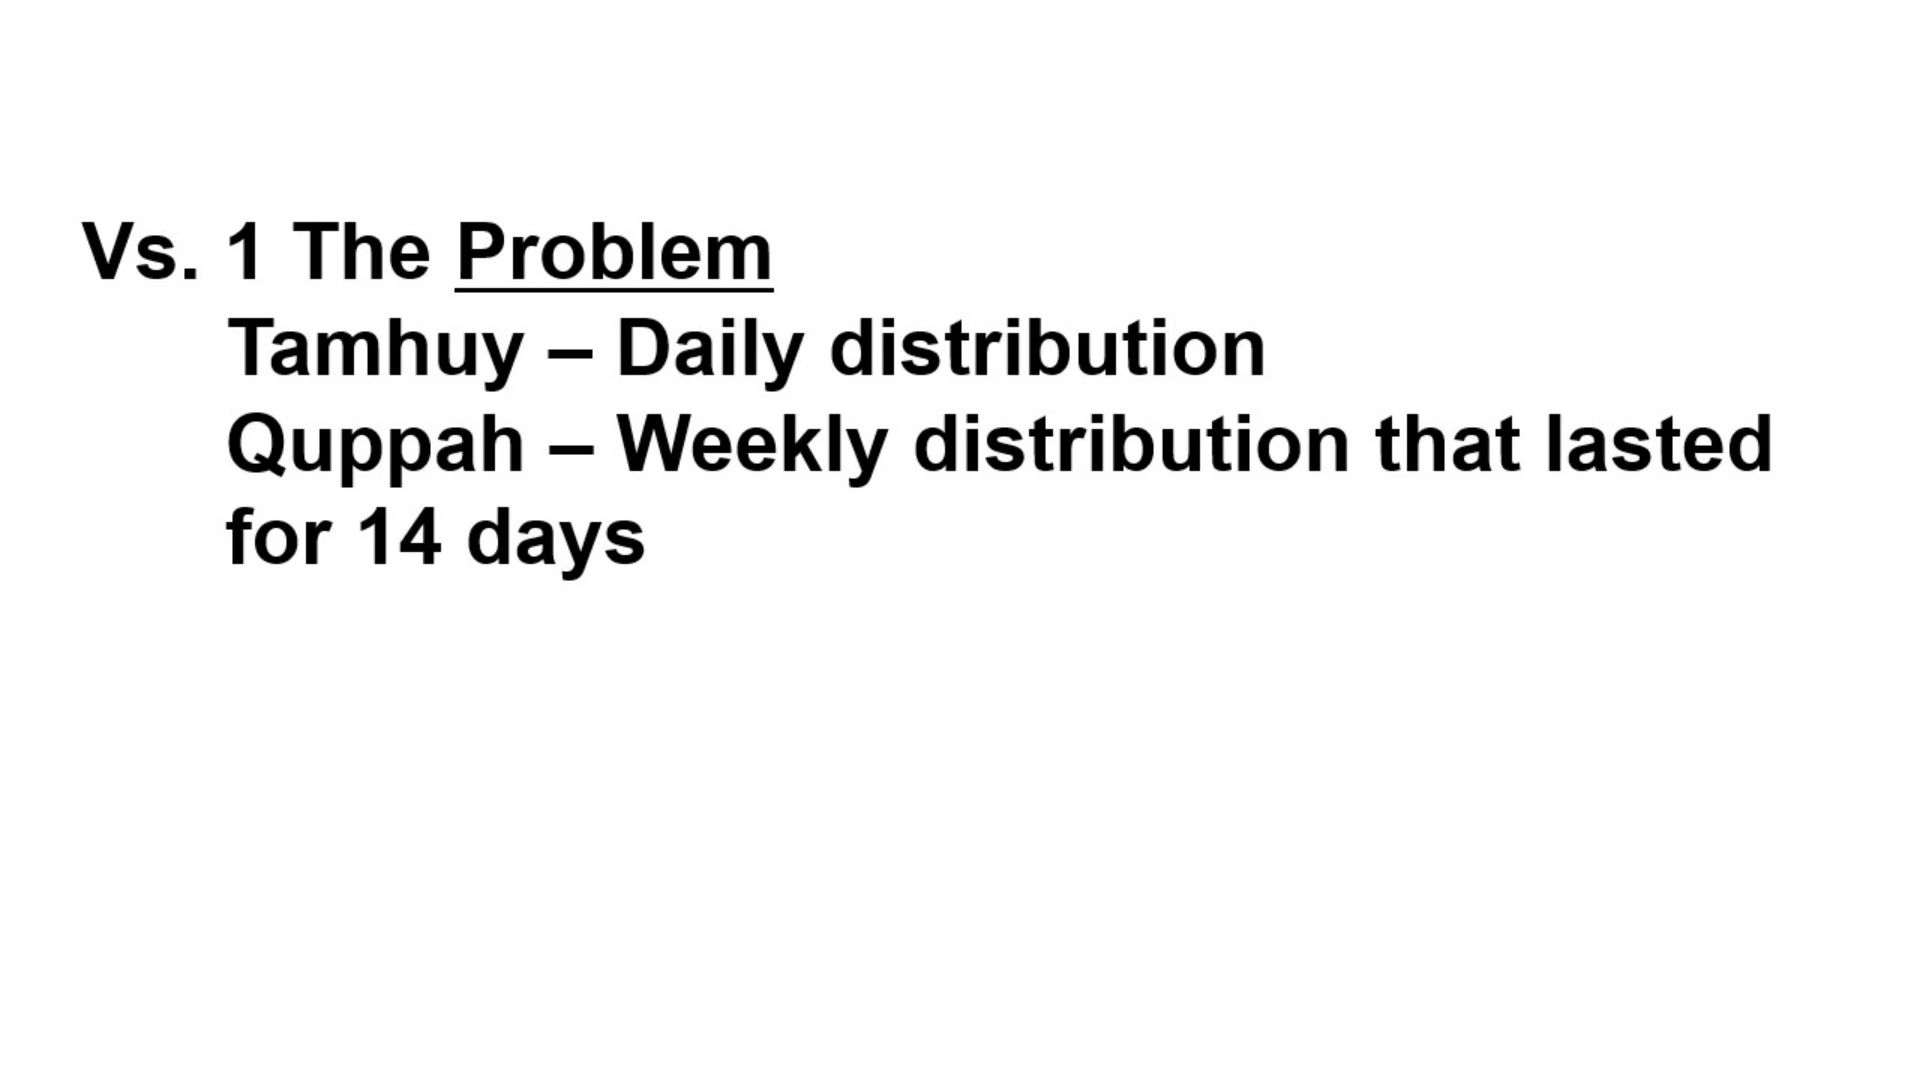 Vs. 1 The Problem
Tamhuy – Daily distribution
Quppah – Weekly distribution that lasted
for 14 days